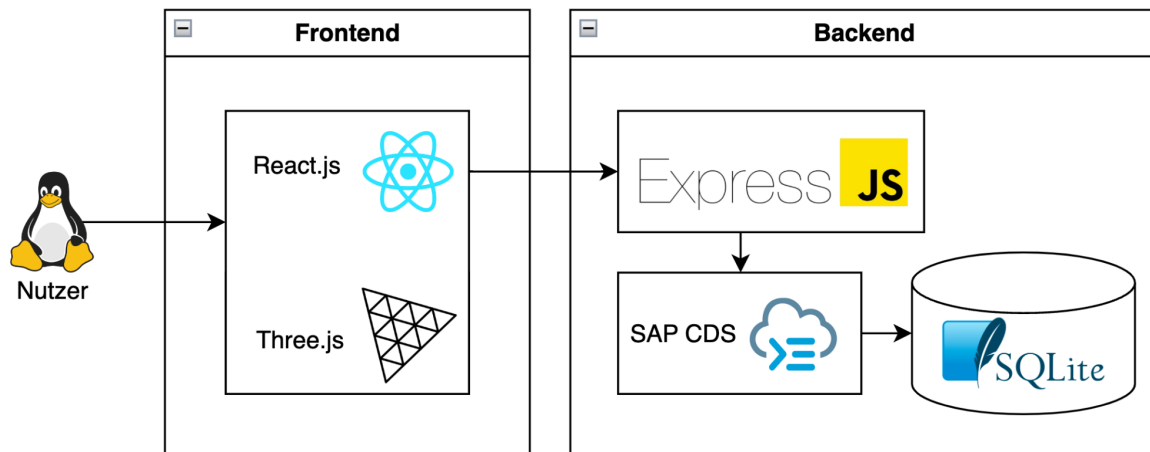 Frontend
Backend
React.js
Express JS
Nutzer
Three.js
SAP CDS
SQLite